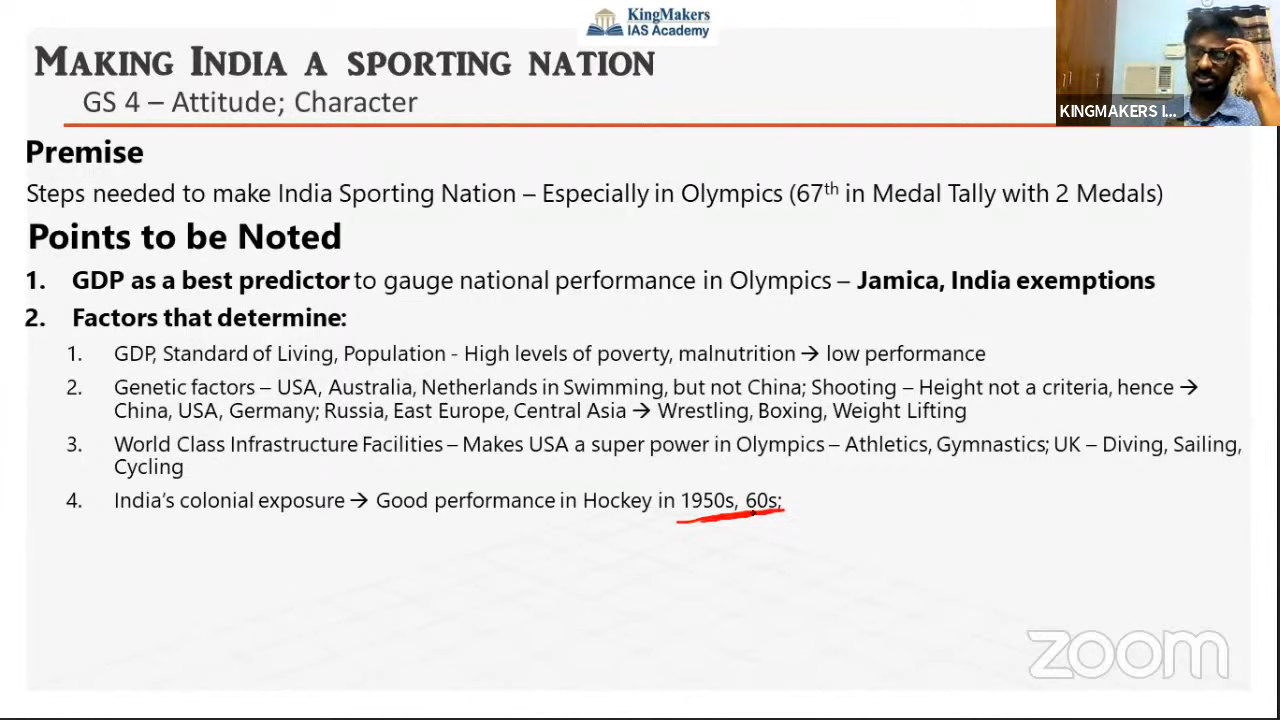 KingMakers
IAS Academy
MAKING INDIA A SPORTING NATION
GS 4 – Attitude; Character
KINGMAKERS I...
Premise
Steps needed to make India Sporting Nation – Especially in Olympics (67th in Medal Tally with 2 Medals)
Points to be Noted
1. GDP as a best predictor to gauge national performance in Olympics – Jamica, India exemptions
2. Factors that determine:
1. GDP, Standard of Living, Population - High levels of poverty, malnutrition → low performance
2. Genetic factors – USA, Australia, Netherlands in Swimming, but not China; Shooting – Height not a criteria, hence →
China, USA, Germany; Russia, East Europe, Central Asia → Wrestling, Boxing, Weight Lifting
3. World Class Infrastructure Facilities – Makes USA a super power in Olympics – Athletics, Gymnastics; UK – Diving, Sailing,
Cycling
4. India's colonial exposure → Good performance in Hockey in 1950s, 60s;
zoom